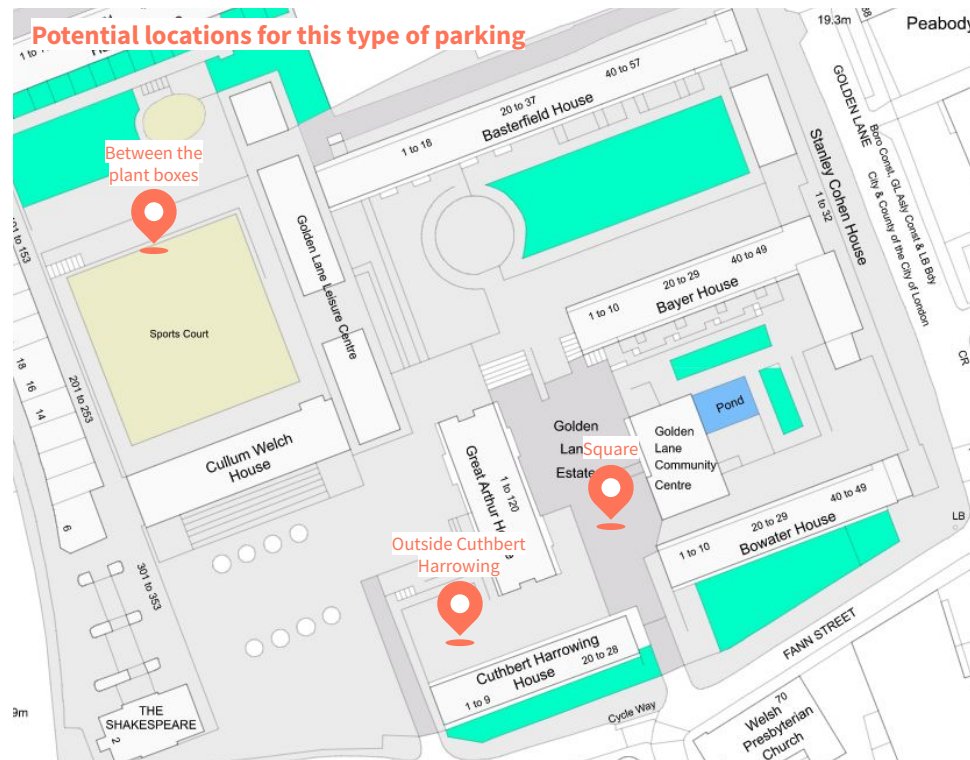 Potential locations for this type of parking
19.3m
Peabody
1 to
40 to 57
20 to 37
Basterfield House
1 to 18
GOLDEN LANE
Boro Const, GL Asly Const & LB Bdy
City & County of the City of London
Stanley Cohen House
1 to 32
Between the
plant boxes
Golden Lane Leisure Centre
Sports Court
40 to 49
20 to 29
Bayer House
1 to 10
CR
18
16
14
201 to 253
Pond
Golden
Lane
Community
Centre
Golden
Estate
Square
Cullum Welch
House
Great Arthur
1 to 120
40 to 49
20 to 29
Bowater House
1 to 10
LB
6
Outside Cuthbert
Harrowing
301 to 353
FANN STREET
Cuthbert Harrowing
House
20 to 28
1 to 9
Cycle Way
THE
SHAKESPEARE
2
9m
70
Welsh
Presbyterian
Church